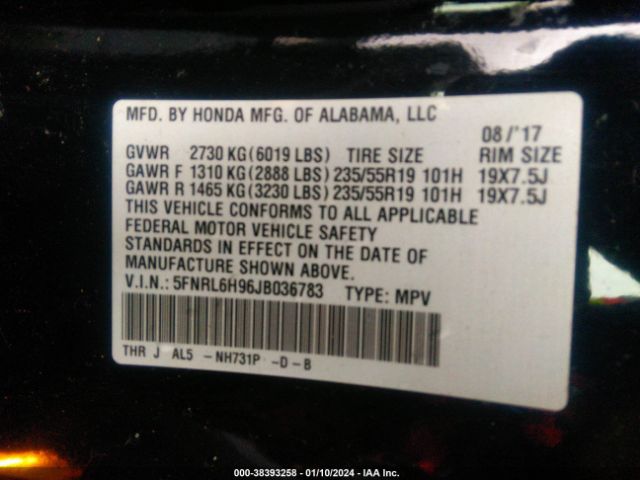 MFD. BY HONDA MFG. OF ALABAMA, LLC
08/'17
GVWR 2730 KG(6019 LBS) TIRE SIZE RIM SIZE
GAWR F 1310 KG(2888 LBS)235/55R19 101H 19X7.5J
GAWR R 1465 KG(3230 LBS)235/55R19 101H 19X7.5J
THIS VEHICLE CONFORMS TO ALL APPLICABLE
FEDERAL MOTOR VEHICLE SAFETY
STANDARDS IN EFFECT ON THE DATE OF
MANUFACTURE SHOWN ABOVE.
V.I.N.: 5FNRL6H96JB036783 TYPE: MPV
THR J AL5 -NH731P -D-B
000-38393258 - 01/10/2024 - IAA Inc.